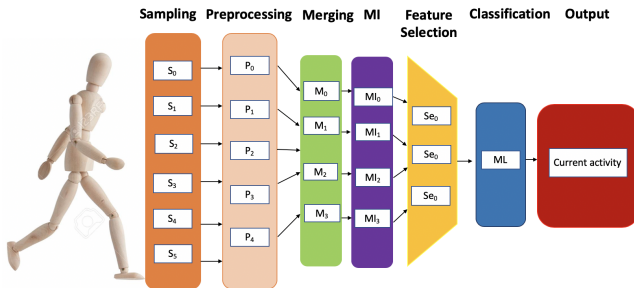 Sampling Preprocessing Merging MI Feature Selection Classification Output
S₀ P₀ M₀ MI₀ Se₀
S₁ P₁ M₁ MI₁
S₂ P₂ M₂ MI₂ Se₀ ML Current activity
S₃ P₃ M₃ MI₃ Se₀
S₄ P₄
S₅